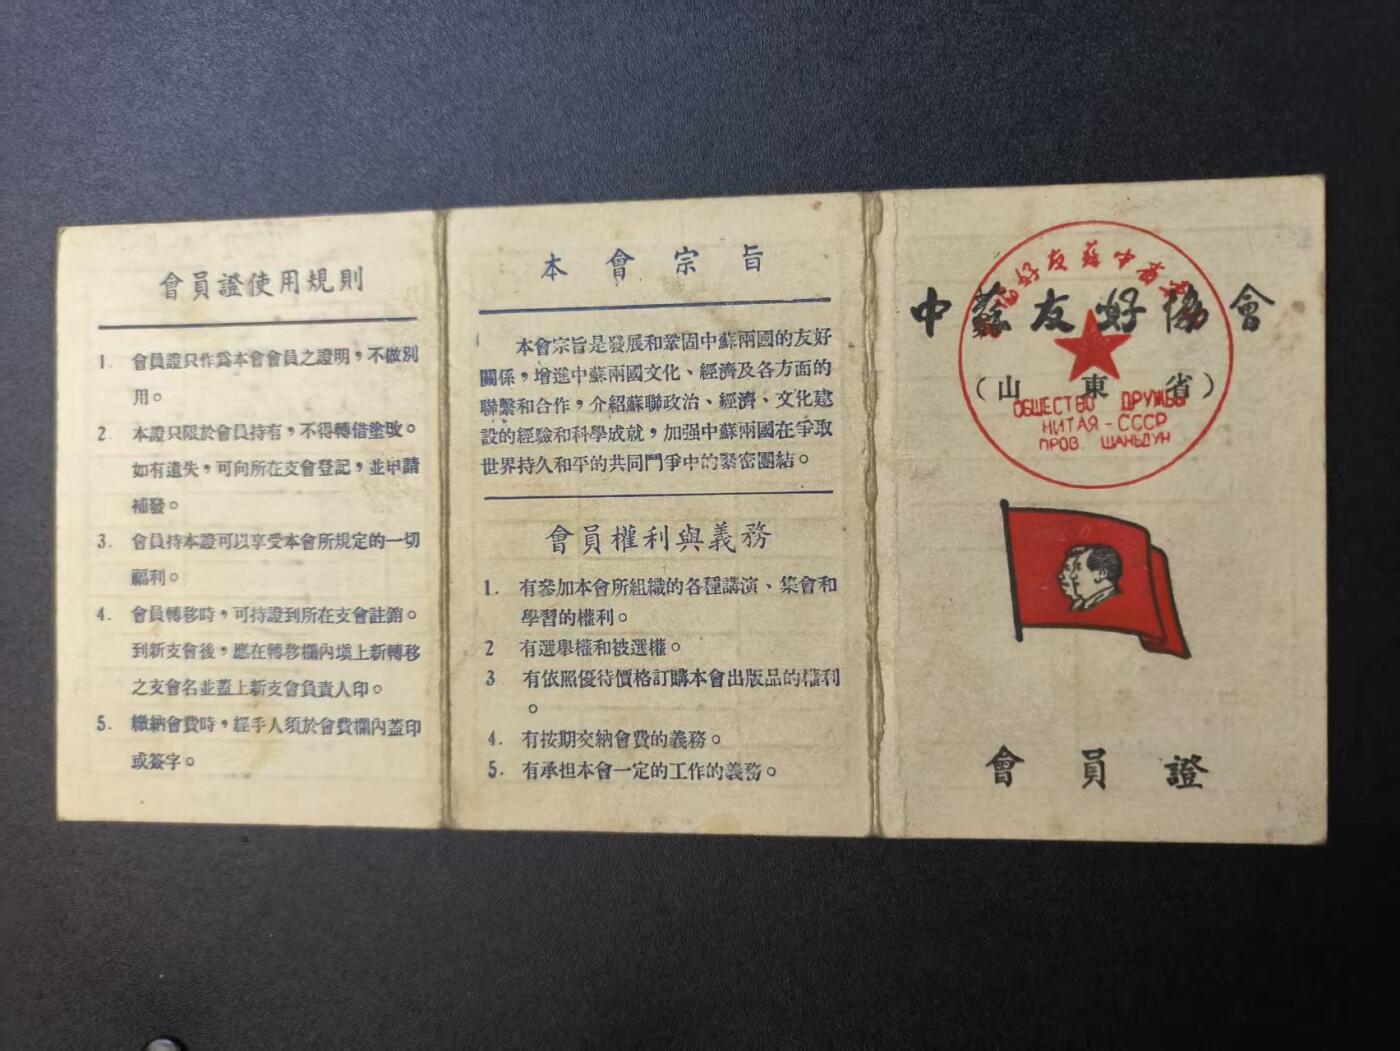 會員證使用規則
1. 會員證只作爲本會會員之證明，不做別
用。
2. 本證只限於會員持有，不得轉借塗改。
如有遺失，可向所在支會登記，並申請
補發。
3. 會員持本證可以享受本會所規定的一切
福利。
4. 會員轉移時，可持證到所在支會註銷。
到新支會後，應在轉移欄內塡上新轉移
之支會名並蓋上新支會負責人印。
5. 繳納會費時，經手人須於會費欄內蓋印
或簽字。
本會宗旨
本會宗旨是發展和鞏固中蘇兩國的友好
關係，增進中蘇兩國文化、經濟及各方面的
聯繫和合作，介紹蘇聯政治、經濟、文化建
設的經驗和科學成就，加强中蘇兩國在爭取
世界持久和平的共同鬥爭中的緊密團結。
會員權利與義務
1. 有參加本會所組織的各種講演、集會和
學習的權利。
2 有選舉權和被選權。
3 有依照優待價格訂購本會出版品的權利
。
4. 有按期交納會費的義務。
5. 有承担本會一定的工作的義務。
中蘇友好協會
（山東省）
好友蘇中
ОБЩЕСТВО ДРУЖБЫ
КИТАЯ-СССР
ПРОВ. ШАНЬДУН
會員證